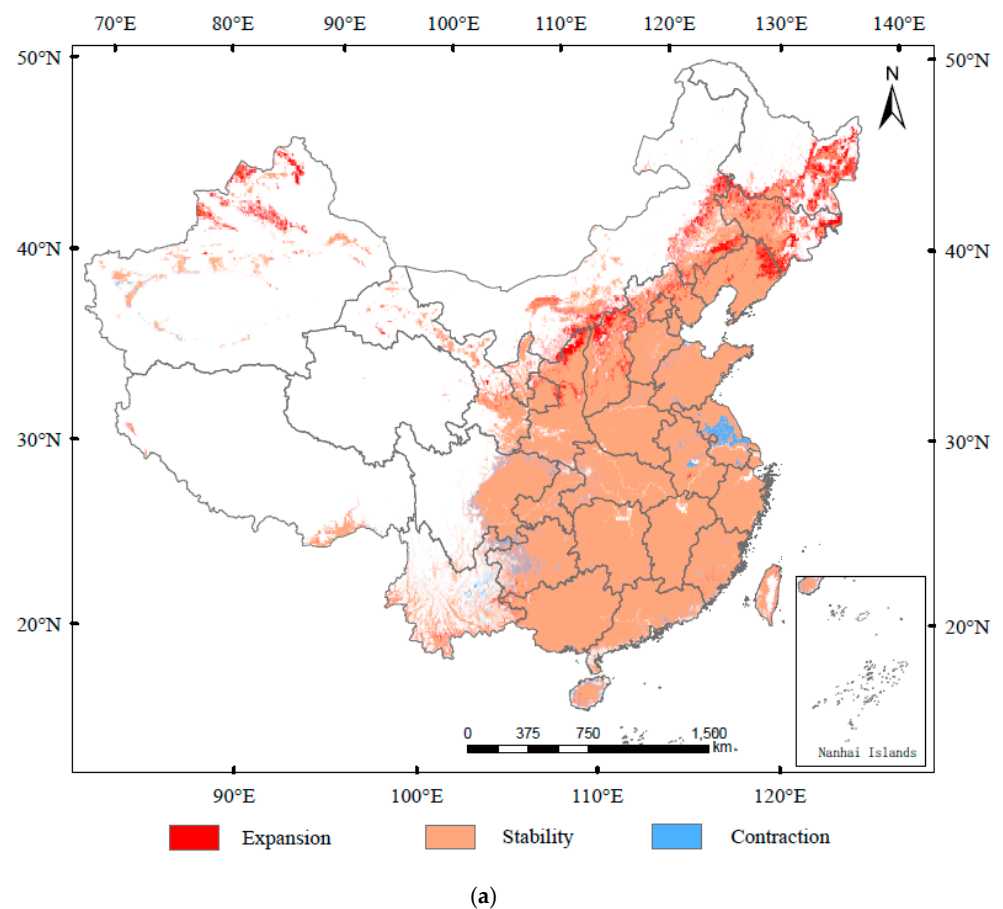 70°E 80°E 90°E 100°E 110°E 120°E 130°E 140°E
50°N 50°N
N
40°N 40°N
30°N 30°N
20°N 20°N
0 375 750 1,500
km
Nanhai Islands
90°E 100°E 110°E 120°E
Expansion Stability Contraction
(a)